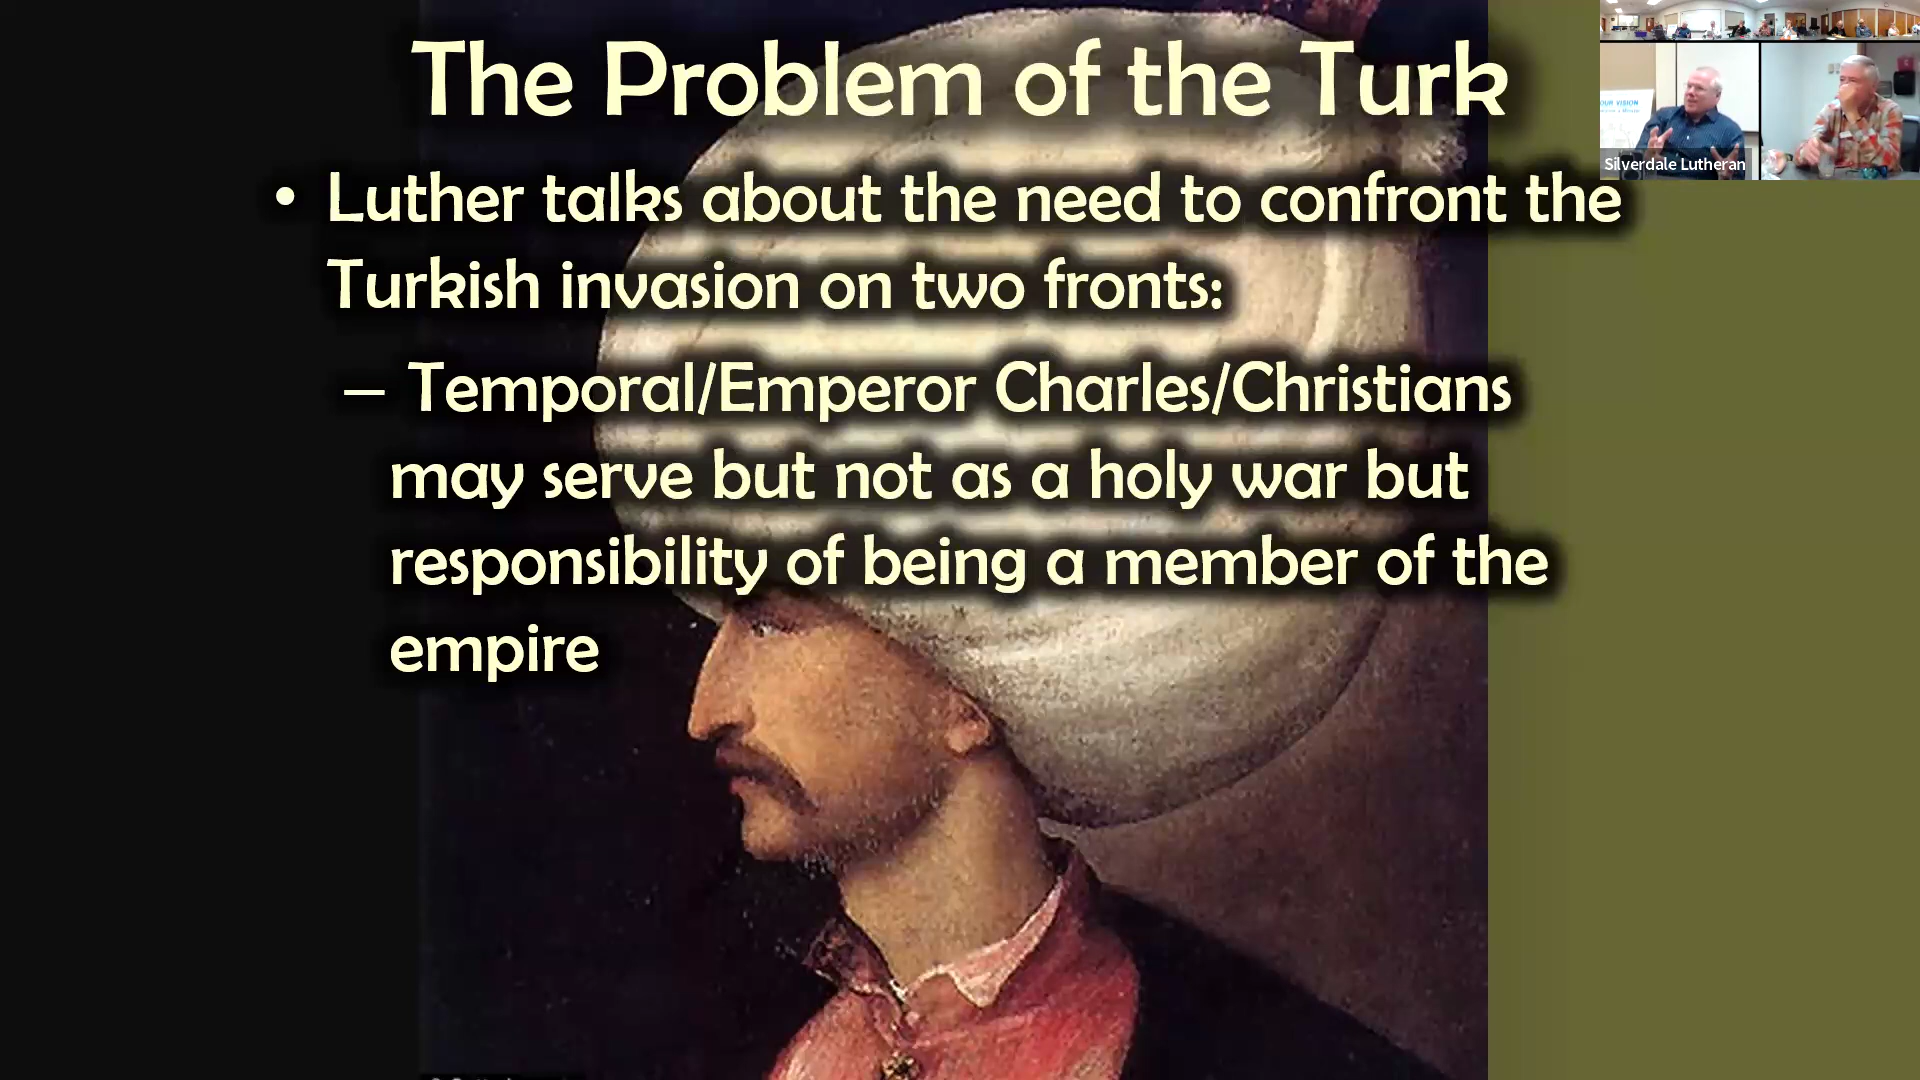 The Problem of the Turk
• Luther talks about the need to confront the
Turkish invasion on two fronts:
– Temporal/Emperor Charles/Christians
may serve but not as a holy war but
responsibility of being a member of the
empire
OUR VISION
Silverdale Lutheran